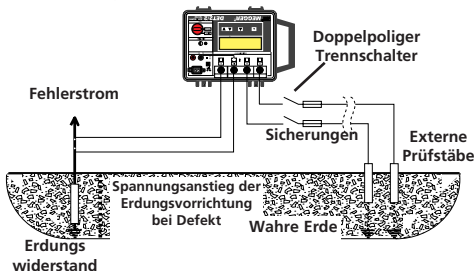 MEGGER
Doppelpoliger
Trennschalter
Fehlerstrom
Sicherungen
Externe
Prüfstäbe
Spannungsanstieg der
Erdungsvorrichtung
bei Defekt
Wahre Erde
Erdungs
widerstand